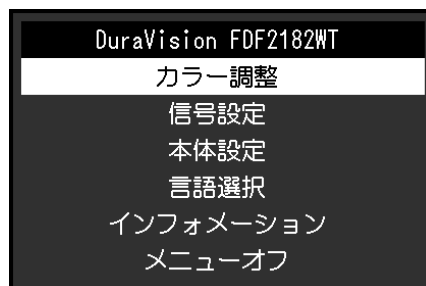 DuraVision FDF2182WT
カラー調整
信号設定
本体設定
言語選択
インフォメーション
メニューオフ